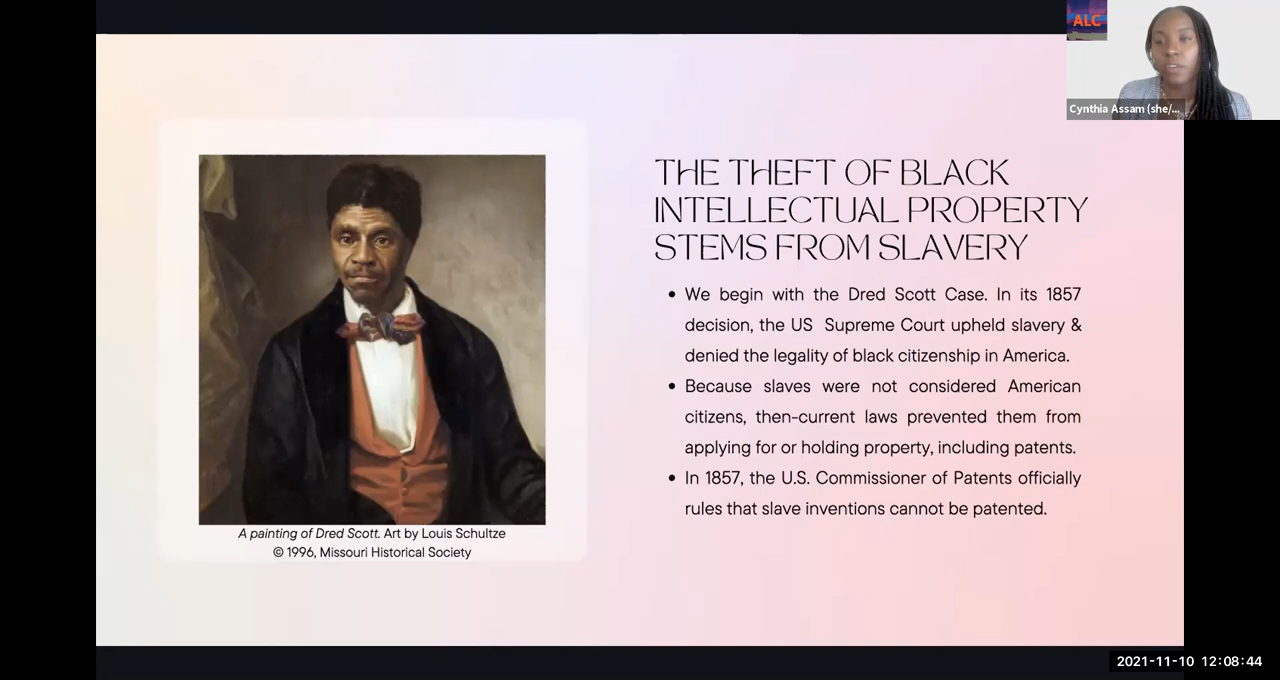 ALC
Cynthia Assam (she/...
THE THEFT OF BLACK
INTELLECTUAL PROPERTY
STEMS FROM SLAVERY
• We begin with the Dred Scott Case. In its 1857
decision, the US Supreme Court upheld slavery &
denied the legality of black citizenship in America.
• Because slaves were not considered American
citizens, then-current laws prevented them from
applying for or holding property, including patents.
• In 1857, the U.S. Commissioner of Patents officially
rules that slave inventions cannot be patented.
A painting of Dred Scott. Art by Louis Schultze
© 1996, Missouri Historical Society
2021-11-10 12:08:44